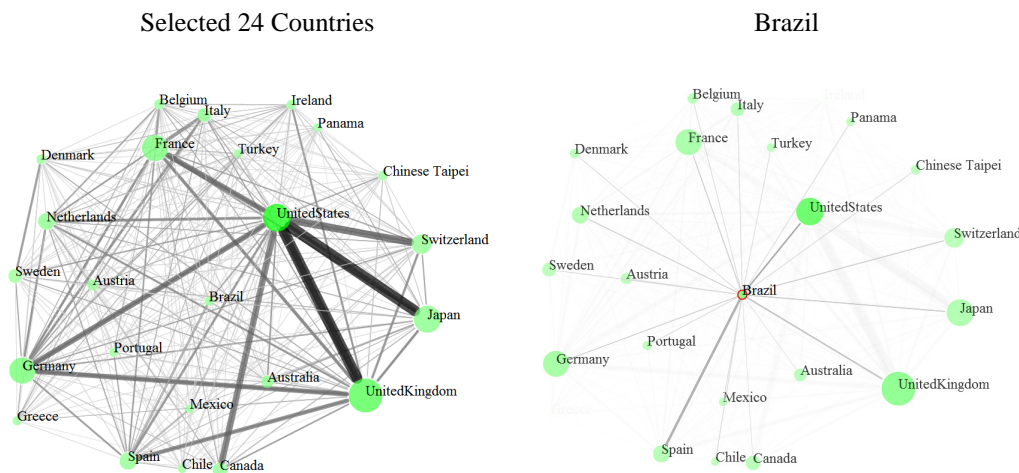 Selected 24 Countries
Belgium
Italy
Ireland
Panama
France
Turkey
Denmark
Chinese Taipei
Netherlands
UnitedStates
Switzerland
Sweden
Austria
Brazil
Japan
Portugal
Germany
Australia
UnitedKingdom
Mexico
Greece
Spain
Chile
Canada
Brazil
Belgium
Italy
Ireland
Panama
France
Turkey
Denmark
Chinese Taipei
Netherlands
UnitedStates
Switzerland
Sweden
Austria
Brazil
Japan
Portugal
Germany
Australia
UnitedKingdom
Mexico
Greece
Spain
Chile
Canada